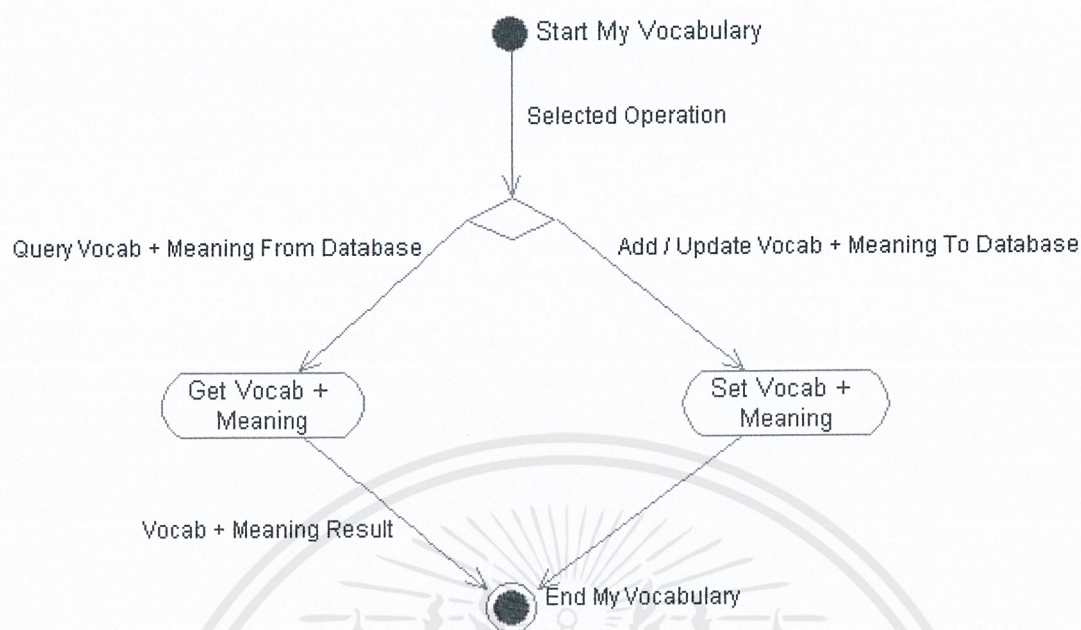 Start My Vocabulary
Selected Operation
Query Vocab + Meaning From Database
Add / Update Vocab + Meaning To Database
Get Vocab +
Meaning
Set Vocab +
Meaning
Vocab + Meaning Result
End My Vocabulary